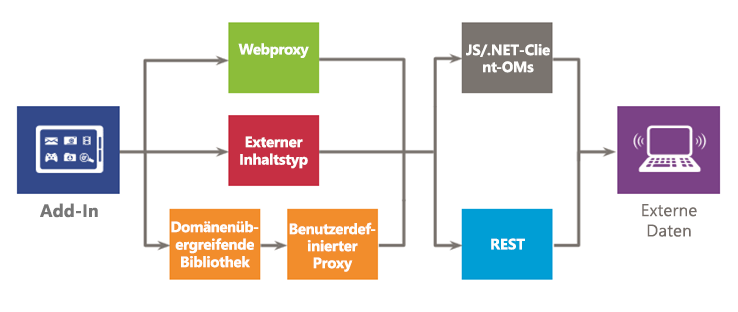 Webproxy
JS/.NET-Clie
nt-OMs
Externer
Inhaltstyp
Add-In
Domänenüb-
ergreifende
Bibliothek
Benutzerdef-
inierter
Proxy
REST
Externe
Daten